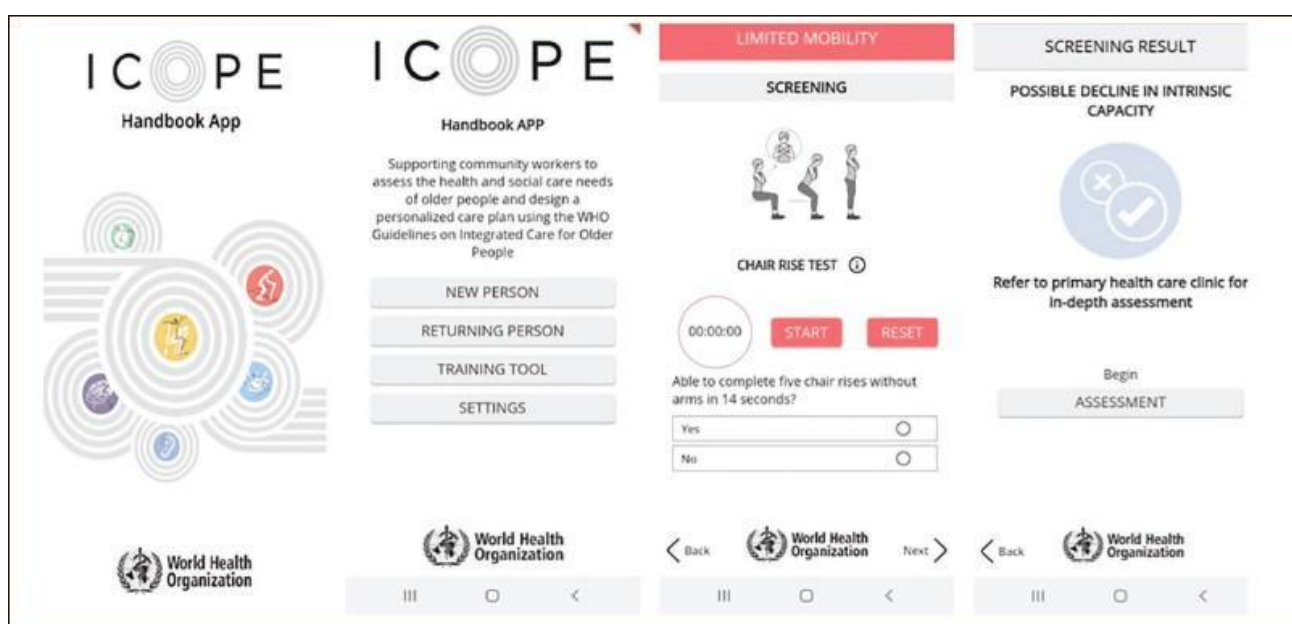 ICOPE
Handbook App
World Health
Organization
ICOPE
Handbook APP
Supporting community workers to
assess the health and social care needs
of older people and design a
personalized care plan using the WHO
Guidelines on Integrated Care for Older
People
NEW PERSON
RETURNING PERSON
TRAINING TOOL
SETTINGS
World Health
Organization
LIMITED MOBILITY
SCREENING
CHAIR RISE TEST
00:00:00
START
RESET
Able to complete five chair rises without
arms in 14 seconds?
Yes
No
Back
World Health
Organization
Next
SCREENING RESULT
POSSIBLE DECLINE IN INTRINSIC
CAPACITY
Refer to primary health care clinic for
in-depth assessment
Begin
ASSESSMENT
Back
World Health
Organization